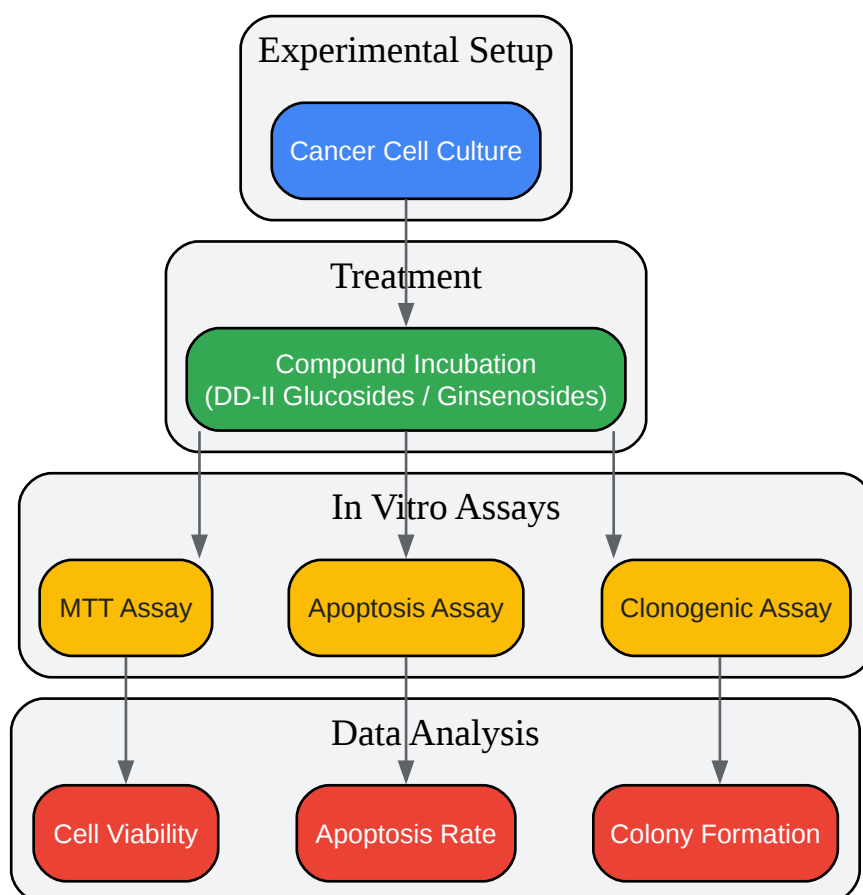 Experimental Setup
Cancer Cell Culture
Treatment
Compound Incubation
(DD-II Glucosides / Ginsenosides)
In Vitro Assays
MTT Assay
Apoptosis Assay
Clonogenic Assay
Data Analysis
Cell Viability
Apoptosis Rate
Colony Formation